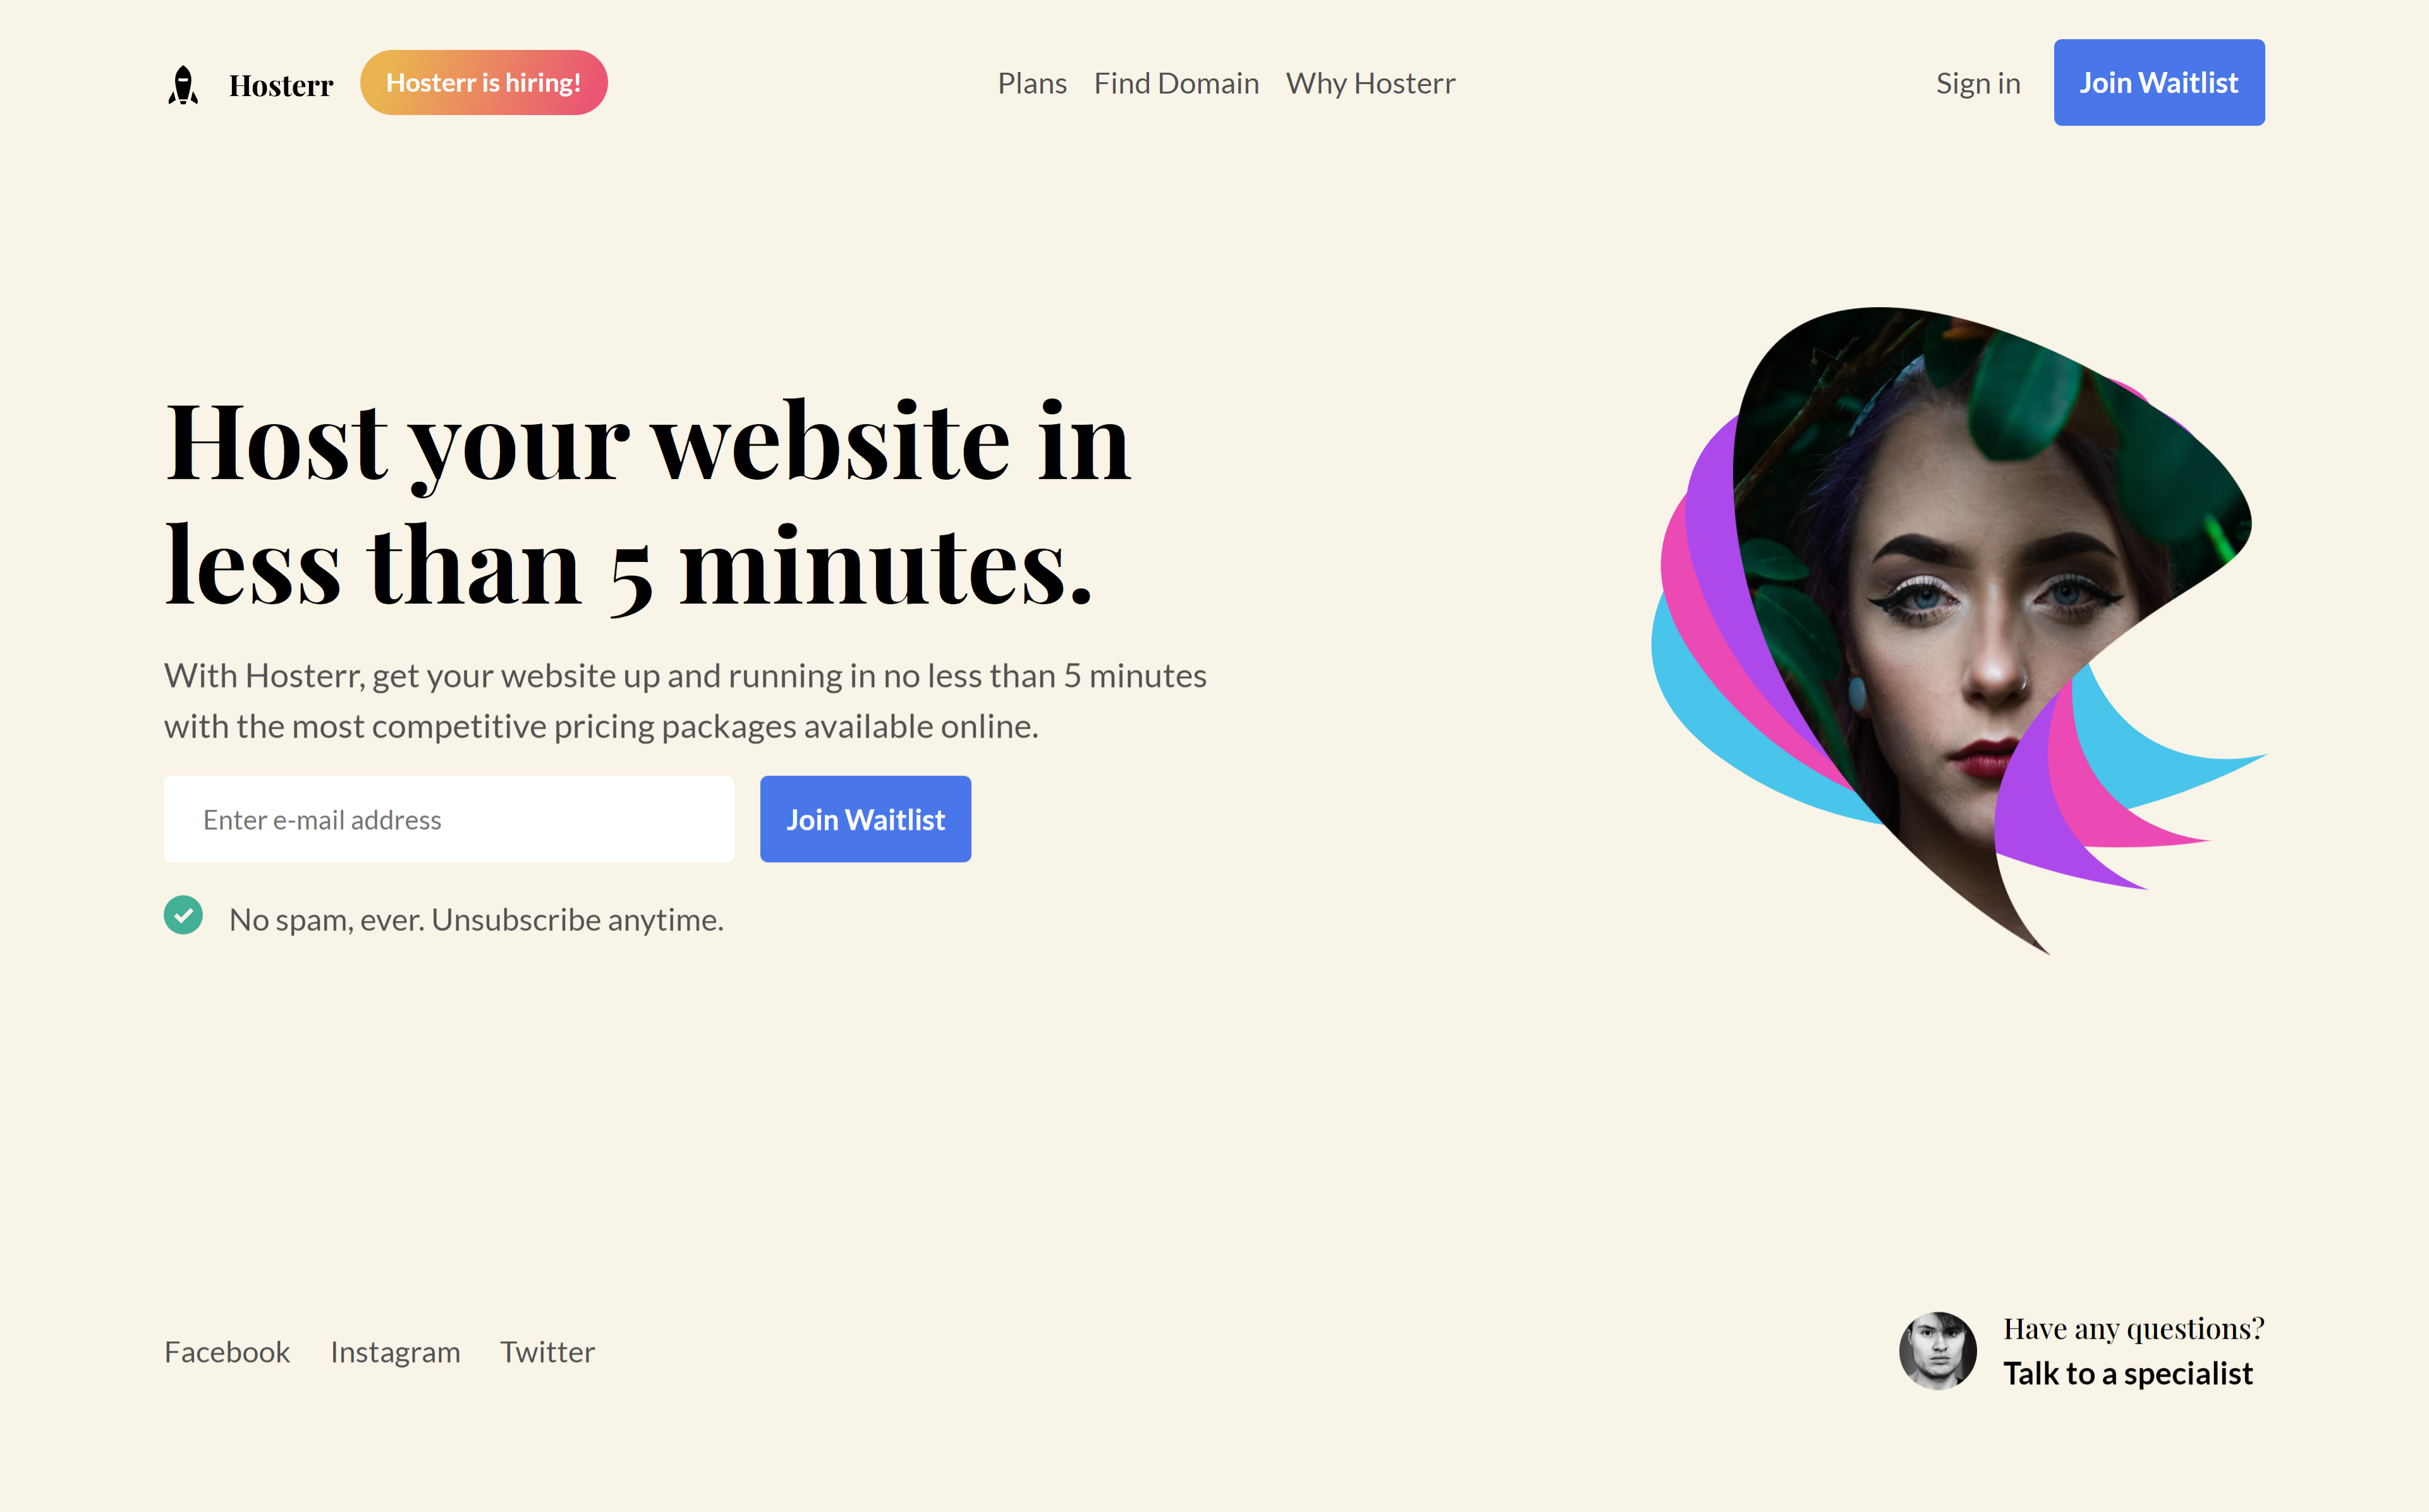 Hosterr
Hosterr is hiring!
Plans
Find Domain
Why Hosterr
Sign in
Join Waitlist
Host your website in
less than 5 minutes.
With Hosterr, get your website up and running in no less than 5 minutes
with the most competitive pricing packages available online.
Enter e-mail address
Join Waitlist
No spam, ever. Unsubscribe anytime.
Facebook
Instagram
Twitter
Have any questions?
Talk to a specialist